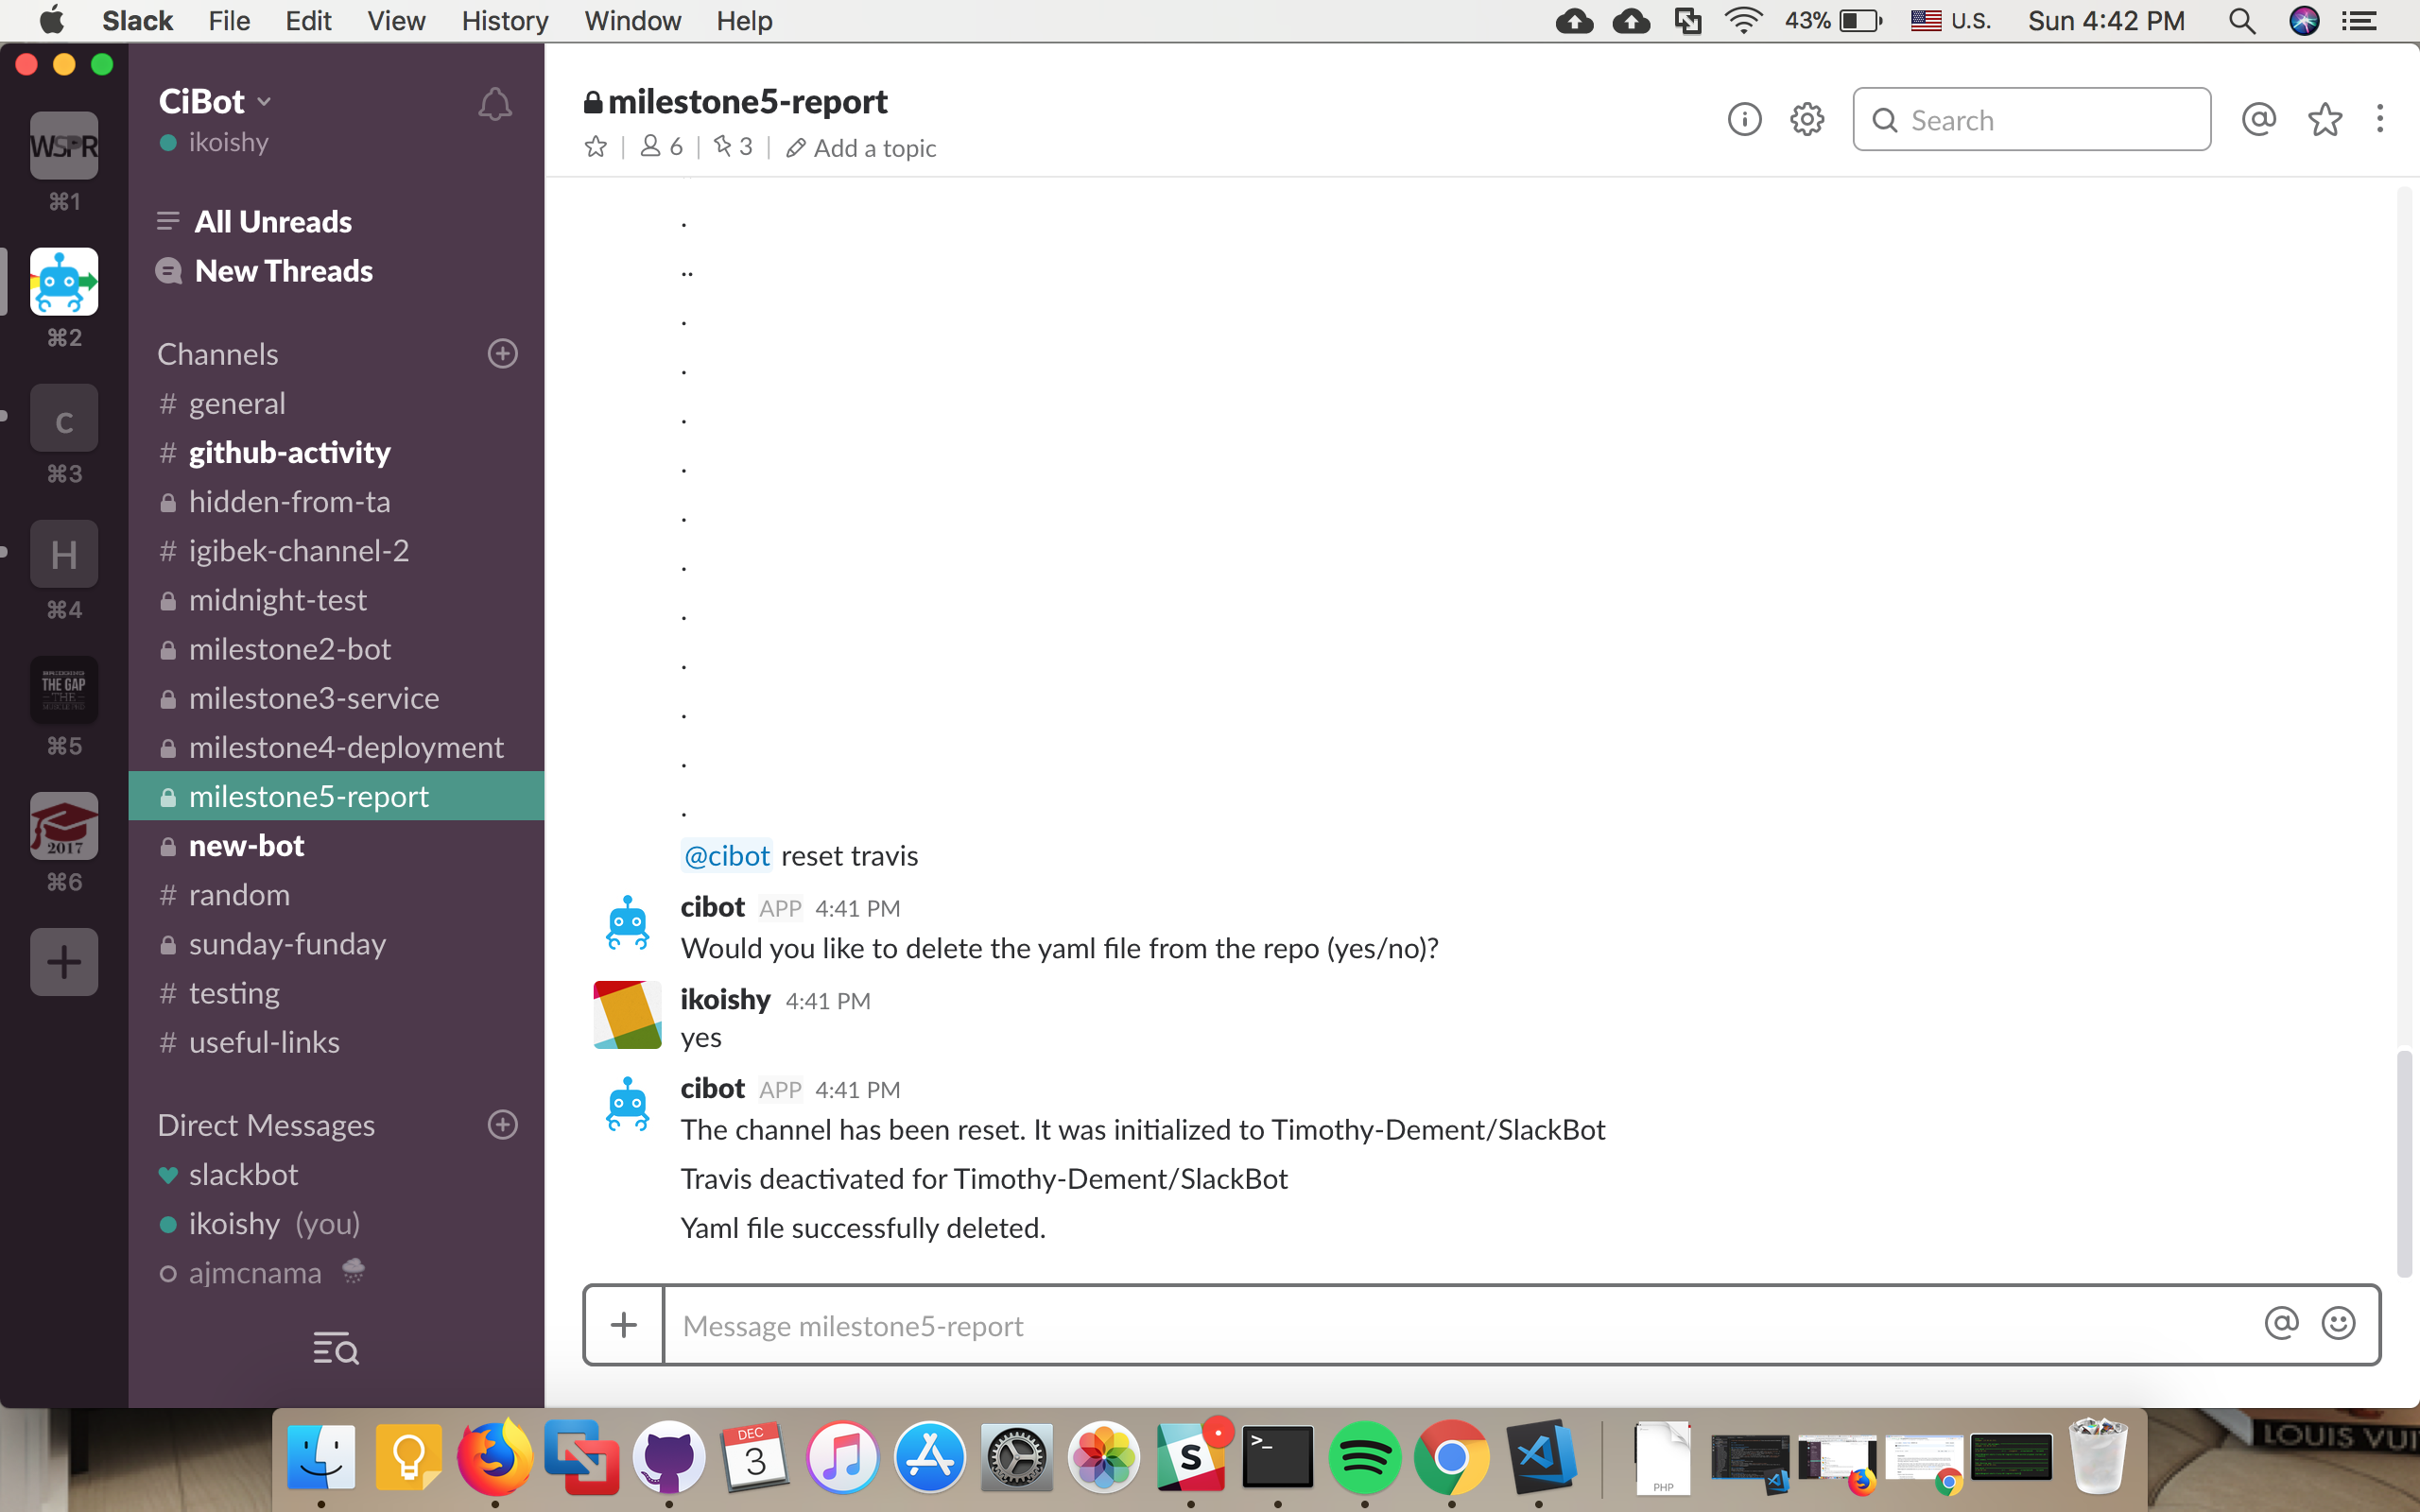 Slack File Edit View History Window Help 43% U.S. Sun 4:42 PM
WSPR
⌘1
⌘2
C
⌘3
H
⌘4
THE GAP
THE
⌘5
2017
⌘6
CiBot
ikoishy
All Unreads
New Threads
Channels
# general
# github-activity
hidden-from-ta
# igibek-channel-2
midnight-test
milestone2-bot
milestone3-service
milestone4-deployment
milestone5-report
new-bot
# random
sunday-funday
# testing
# useful-links
Direct Messages
slackbot
ikoishy (you)
ajmcnama
milestone5-report
6 | 3 | Add a topic
Search
.
..
.
.
.
.
.
.
.
.
.
.
.
@cibot reset travis
cibot APP 4:41 PM
Would you like to delete the yaml file from the repo (yes/no)?
ikoishy 4:41 PM
yes
cibot APP 4:41 PM
The channel has been reset. It was initialized to Timothy-Dement/SlackBot
Travis deactivated for Timothy-Dement/SlackBot
Yaml file successfully deleted.
Message milestone5-report
DEC
3
S
>_
PHP
LOUIS VUI